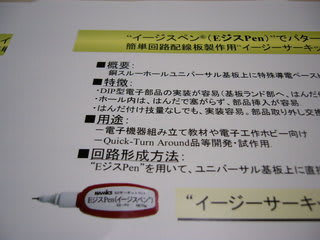 "イージスペン®(EジスPen)"でパター
簡単回路配線板製作用"イージーサーキッ
■概要:
銅スルーホールユニバーサル基板上に特殊導電ペースト
■特徴:
・DIP型電子部品の実装が容易(基板ランド部へ、はんだ
・ホール内は、はんだで塞がらず、部品挿入が容易
・はんだ付け技量なしでも、実装容易。部品取り外し交換
■用途:
－電子機器組み立て教材や電子工作ホビー向け
－Quick-Turn Around品等開発・試作用
■回路形成方法:
"EジスPen"を用いて、ユニバーサル基板上に直接
NAMICS
EジスPen(イージスペン)
"イージーサーキ